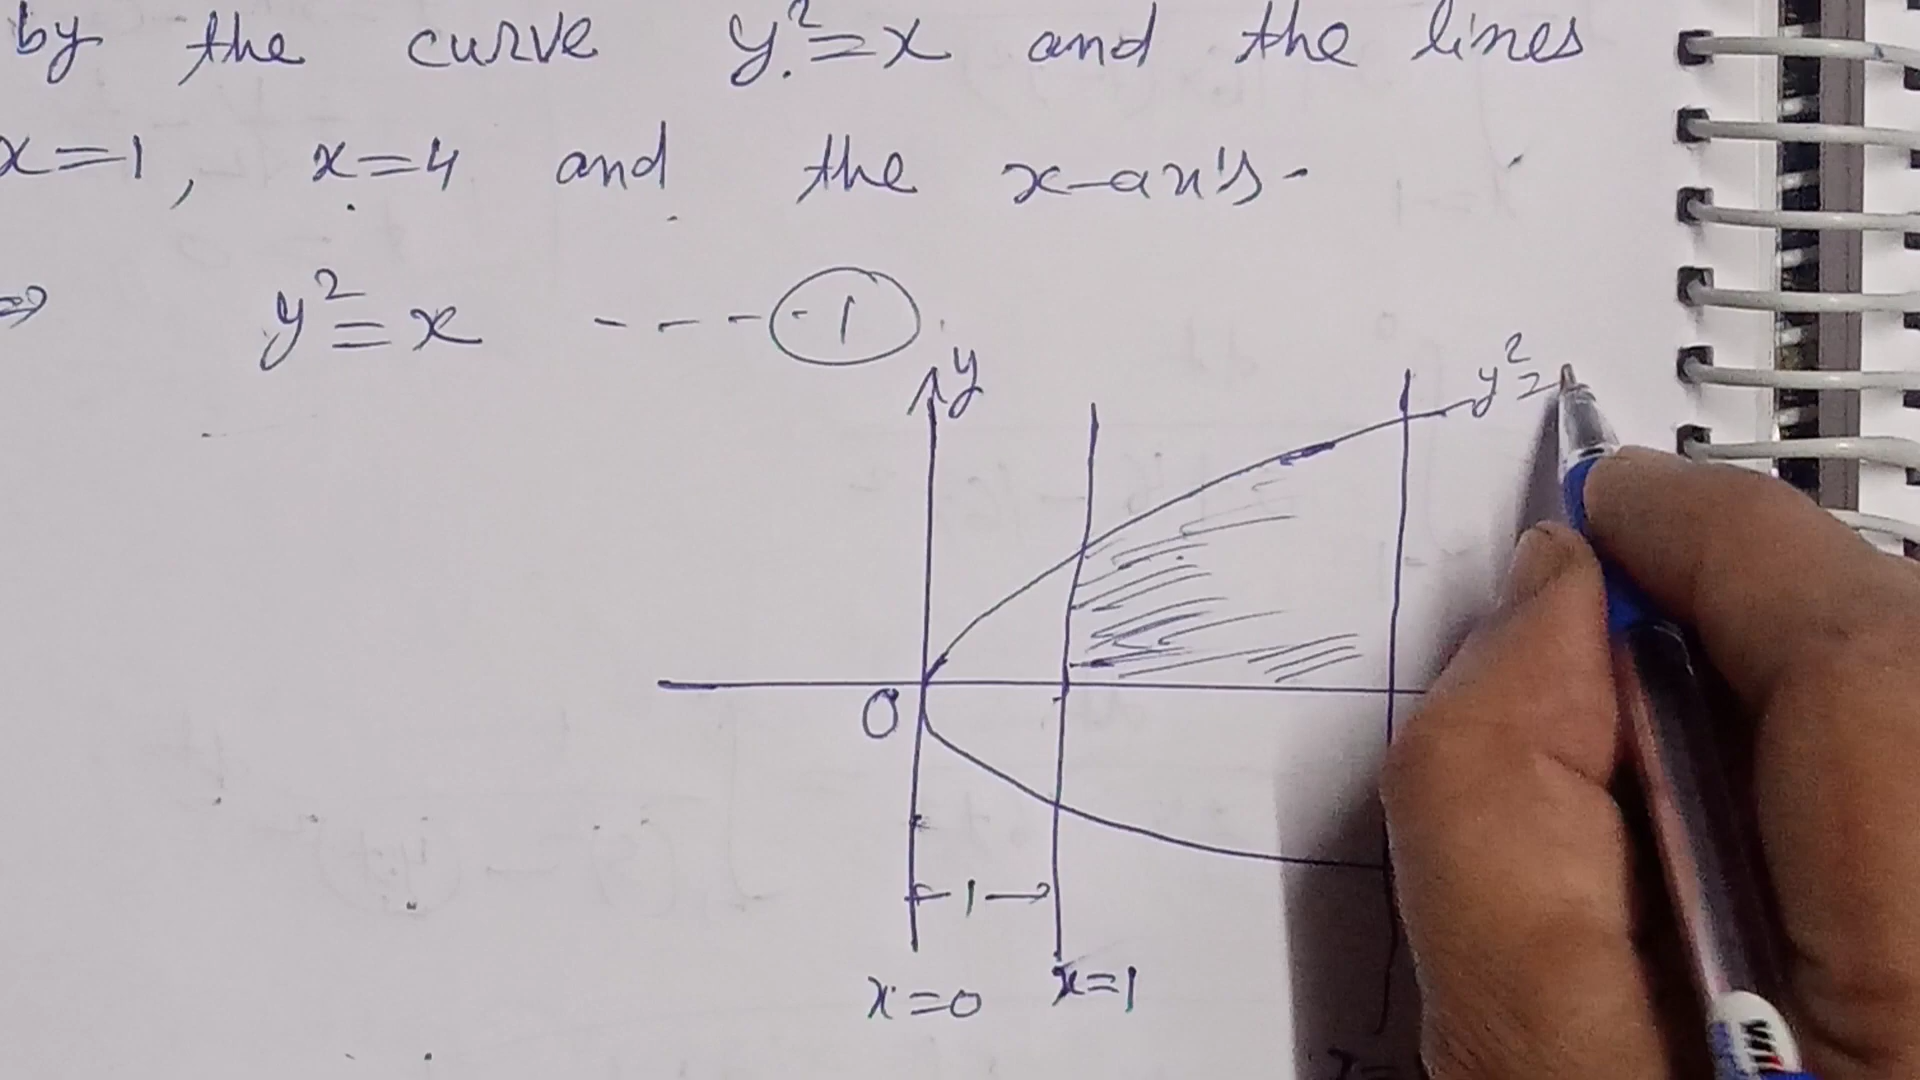 by the curve y²=x and the lines
x=1, x=4 and the x-axis.
⇒ y²=x ----- 1
y
y²=
O
1
x=0
x=1